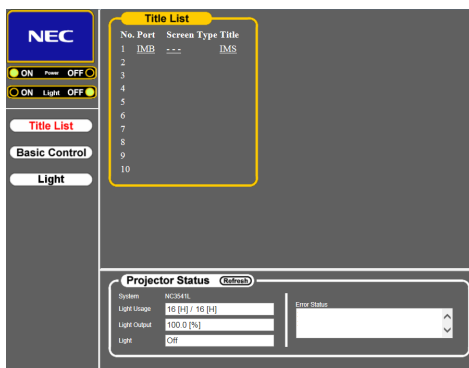 NEC
ON Power OFF
ON Light OFF
Title List
Basic Control
Light
Title List
No. Port Screen Type Title
1 IMB --- IMS
2
3
4
5
6
7
8
9
10
Projector Status Refresh
System NC3541L
Light Usage 16 [H] / 16 [H]
Light Output 100.0 [%]
Light Off
Error Status